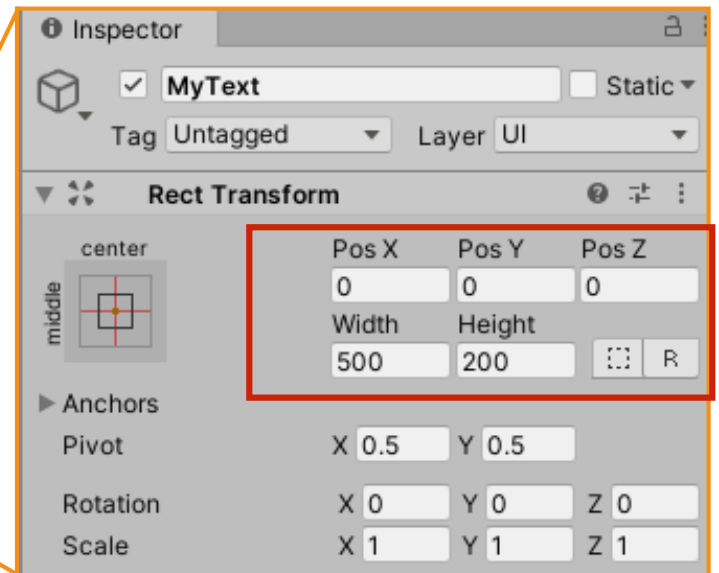 Inspector
MyText
Static
Tag Untagged Layer UI
Rect Transform
center
middle
Pos X Pos Y Pos Z
0 0 0
Width Height
500 200 R
Anchors
Pivot X 0.5 Y 0.5
Rotation X 0 Y 0 Z 0
Scale X 1 Y 1 Z 1